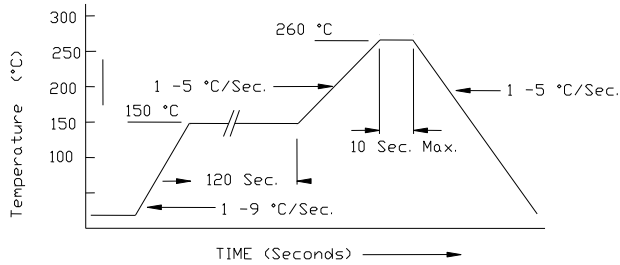 300
260 °C
250
200
1 -5 °C/Sec.
1 -5 °C/Sec.
150 °C
150
10 Sec. Max.
100
120 Sec.
1 -9 °C/Sec.
Temperature (°C)
TIME (Seconds)